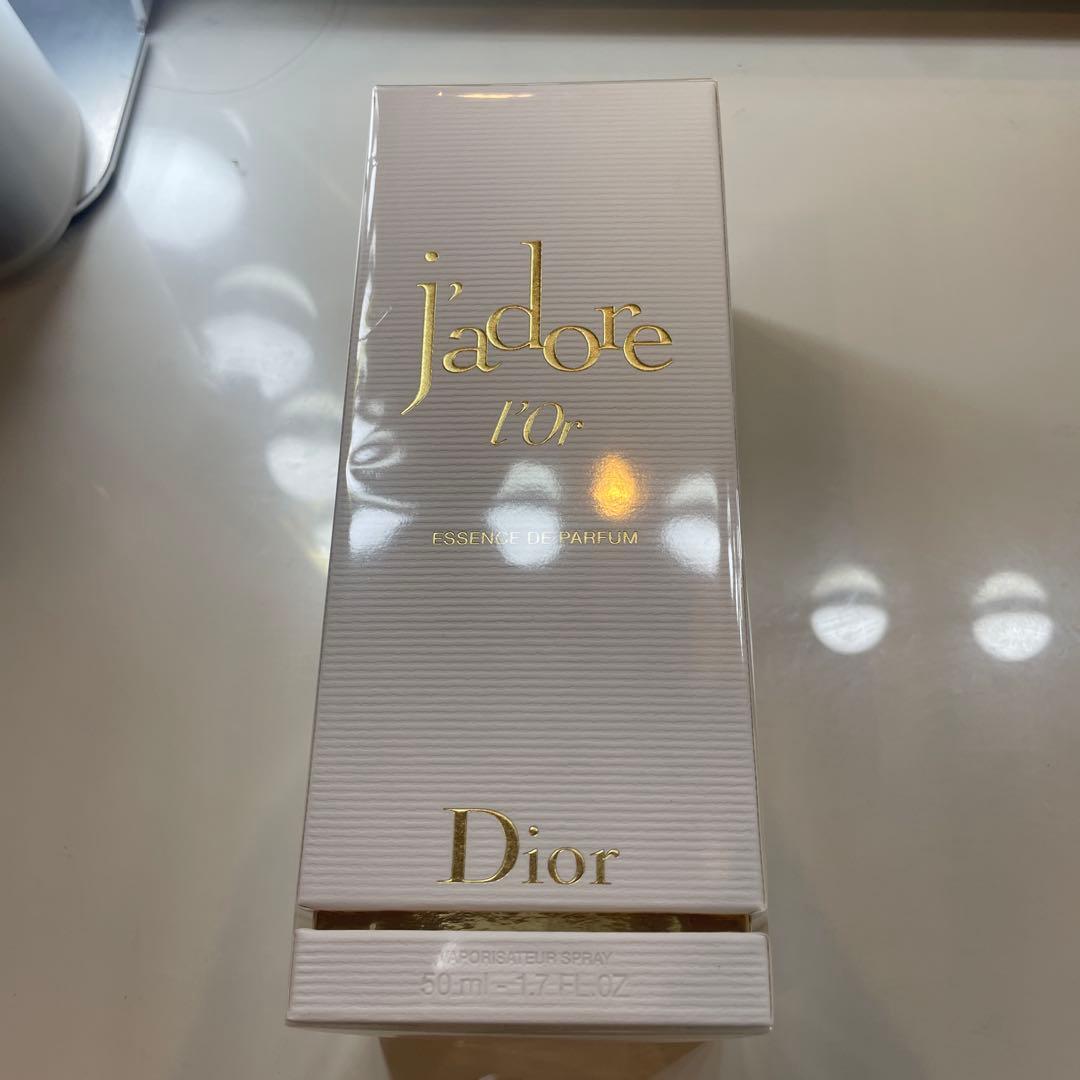 j'adore
l'Or
ESSENCE DE PARFUM
Dior
VAPORISATEUR SPRAY
50 ml - 1.7 FL.OZ